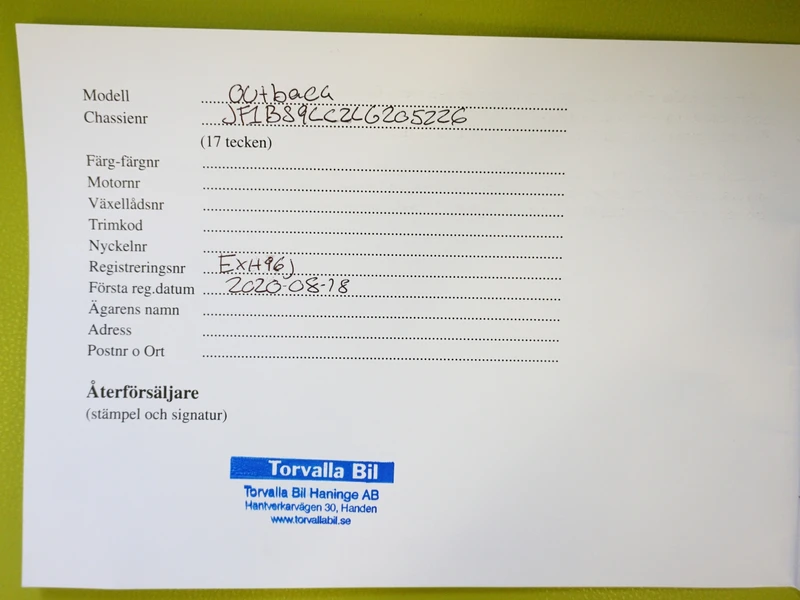 Modell Outback
Chassienr JF1BS9LC2LG205226
(17 tecken)
Färg-färgnr
Motornr
Växellådsnr
Trimkod
Nyckelnr
Registreringsnr ExH96J
Första reg.datum 2020-08-18
Ägarens namn
Adress
Postnr o Ort
Återförsäljare
(stämpel och signatur)
Torvalla Bil
Torvalla Bil Haninge AB
Hantverkarvägen 30, Handen
www.torvallabil.se